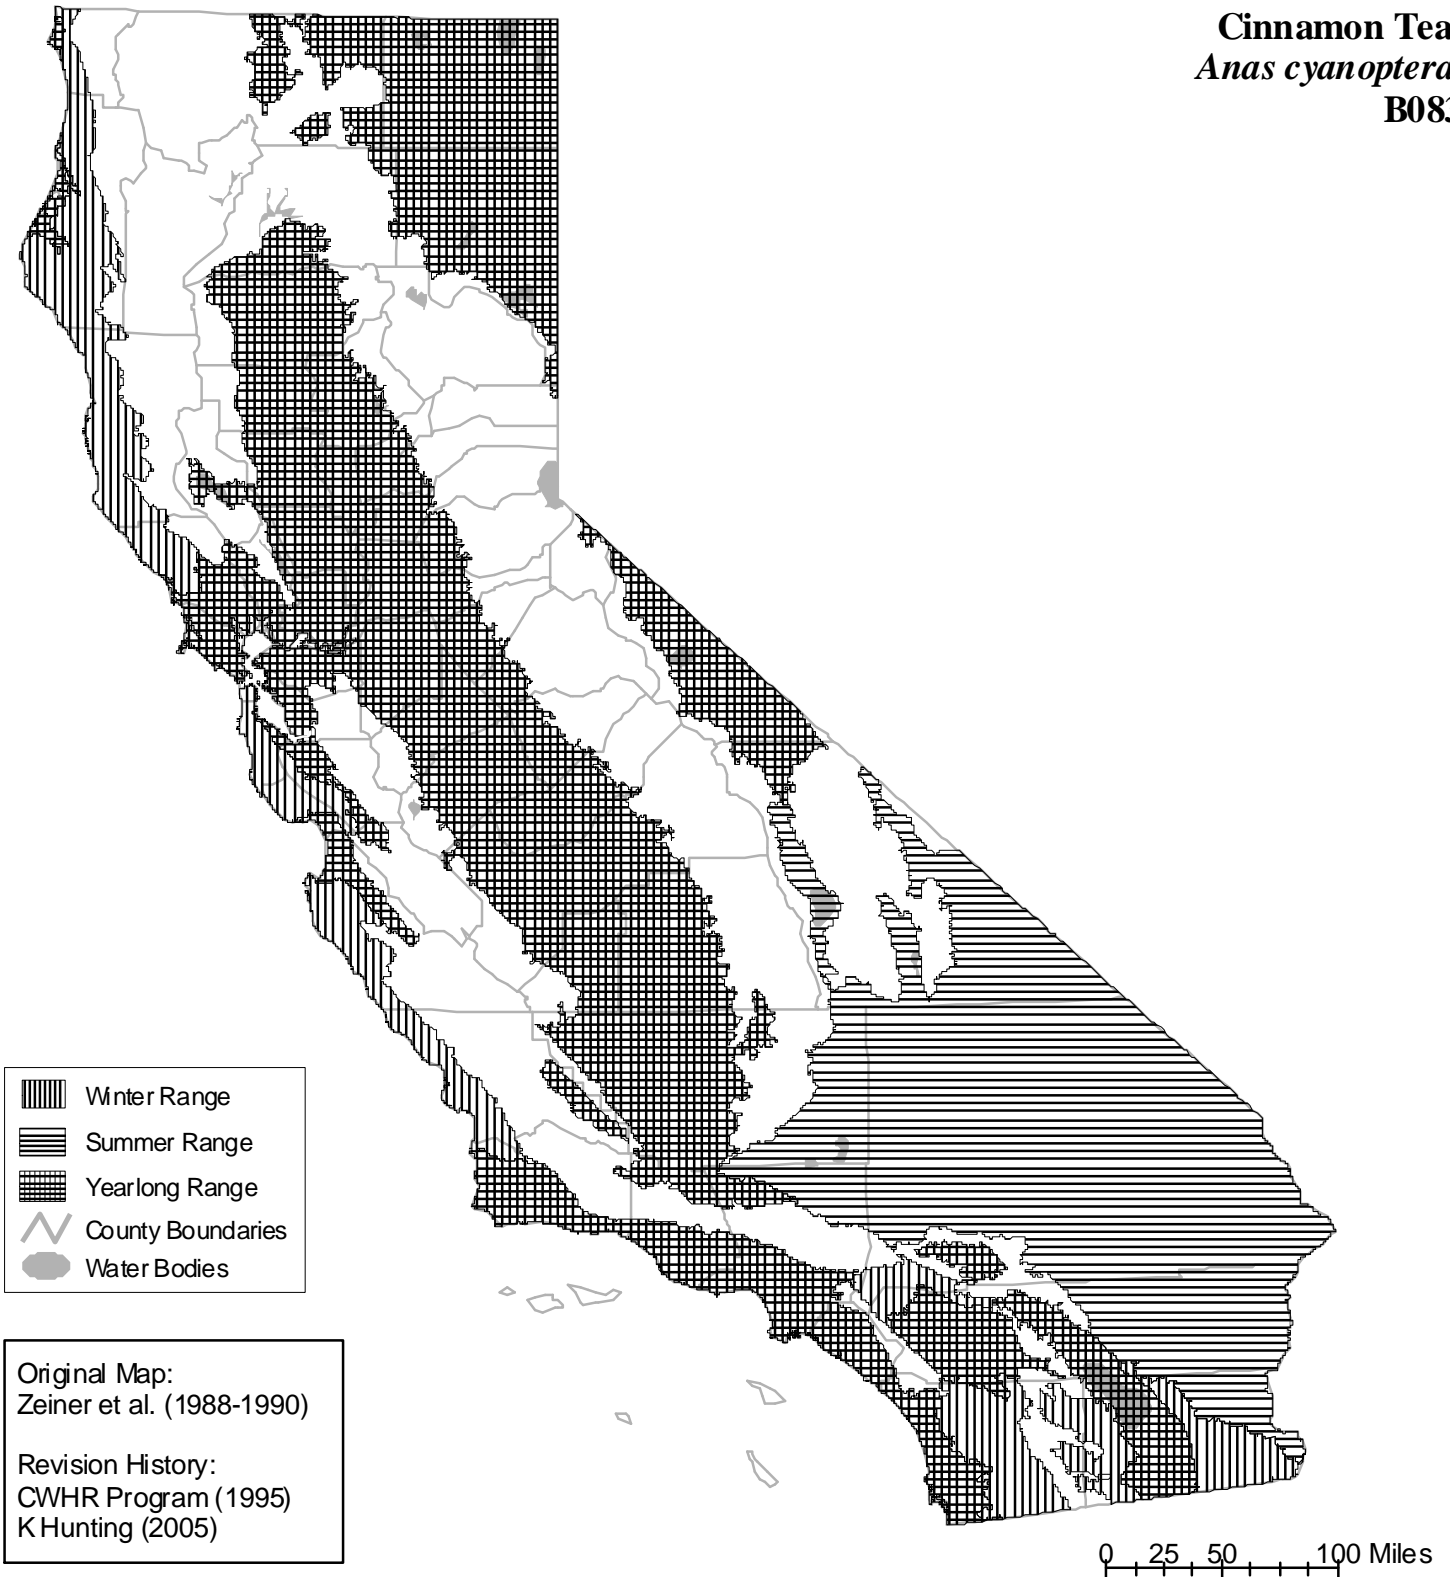 Cinnamon Tea
Anas cyanoptera
B083
Winter Range
Summer Range
Yearlong Range
County Boundaries
Water Bodies
Original Map:
Zeiner et al. (1988-1990)
Revision History:
CWHR Program (1995)
K Hunting (2005)
0 25 50 100 Miles